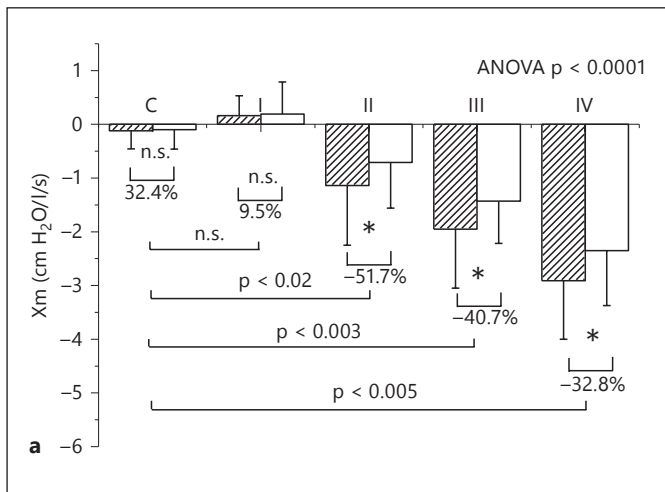 1
ANOVA p < 0.0001
C
I
II
III
IV
0
n.s.
32.4%
–1
n.s.
9.5%
–2
*
n.s.
–51.7%
*
–3
p < 0.02
–40.7%
p < 0.003
–4
*
–32.8%
p < 0.005
–5
–6
Xm (cm H₂O/l/s)
a